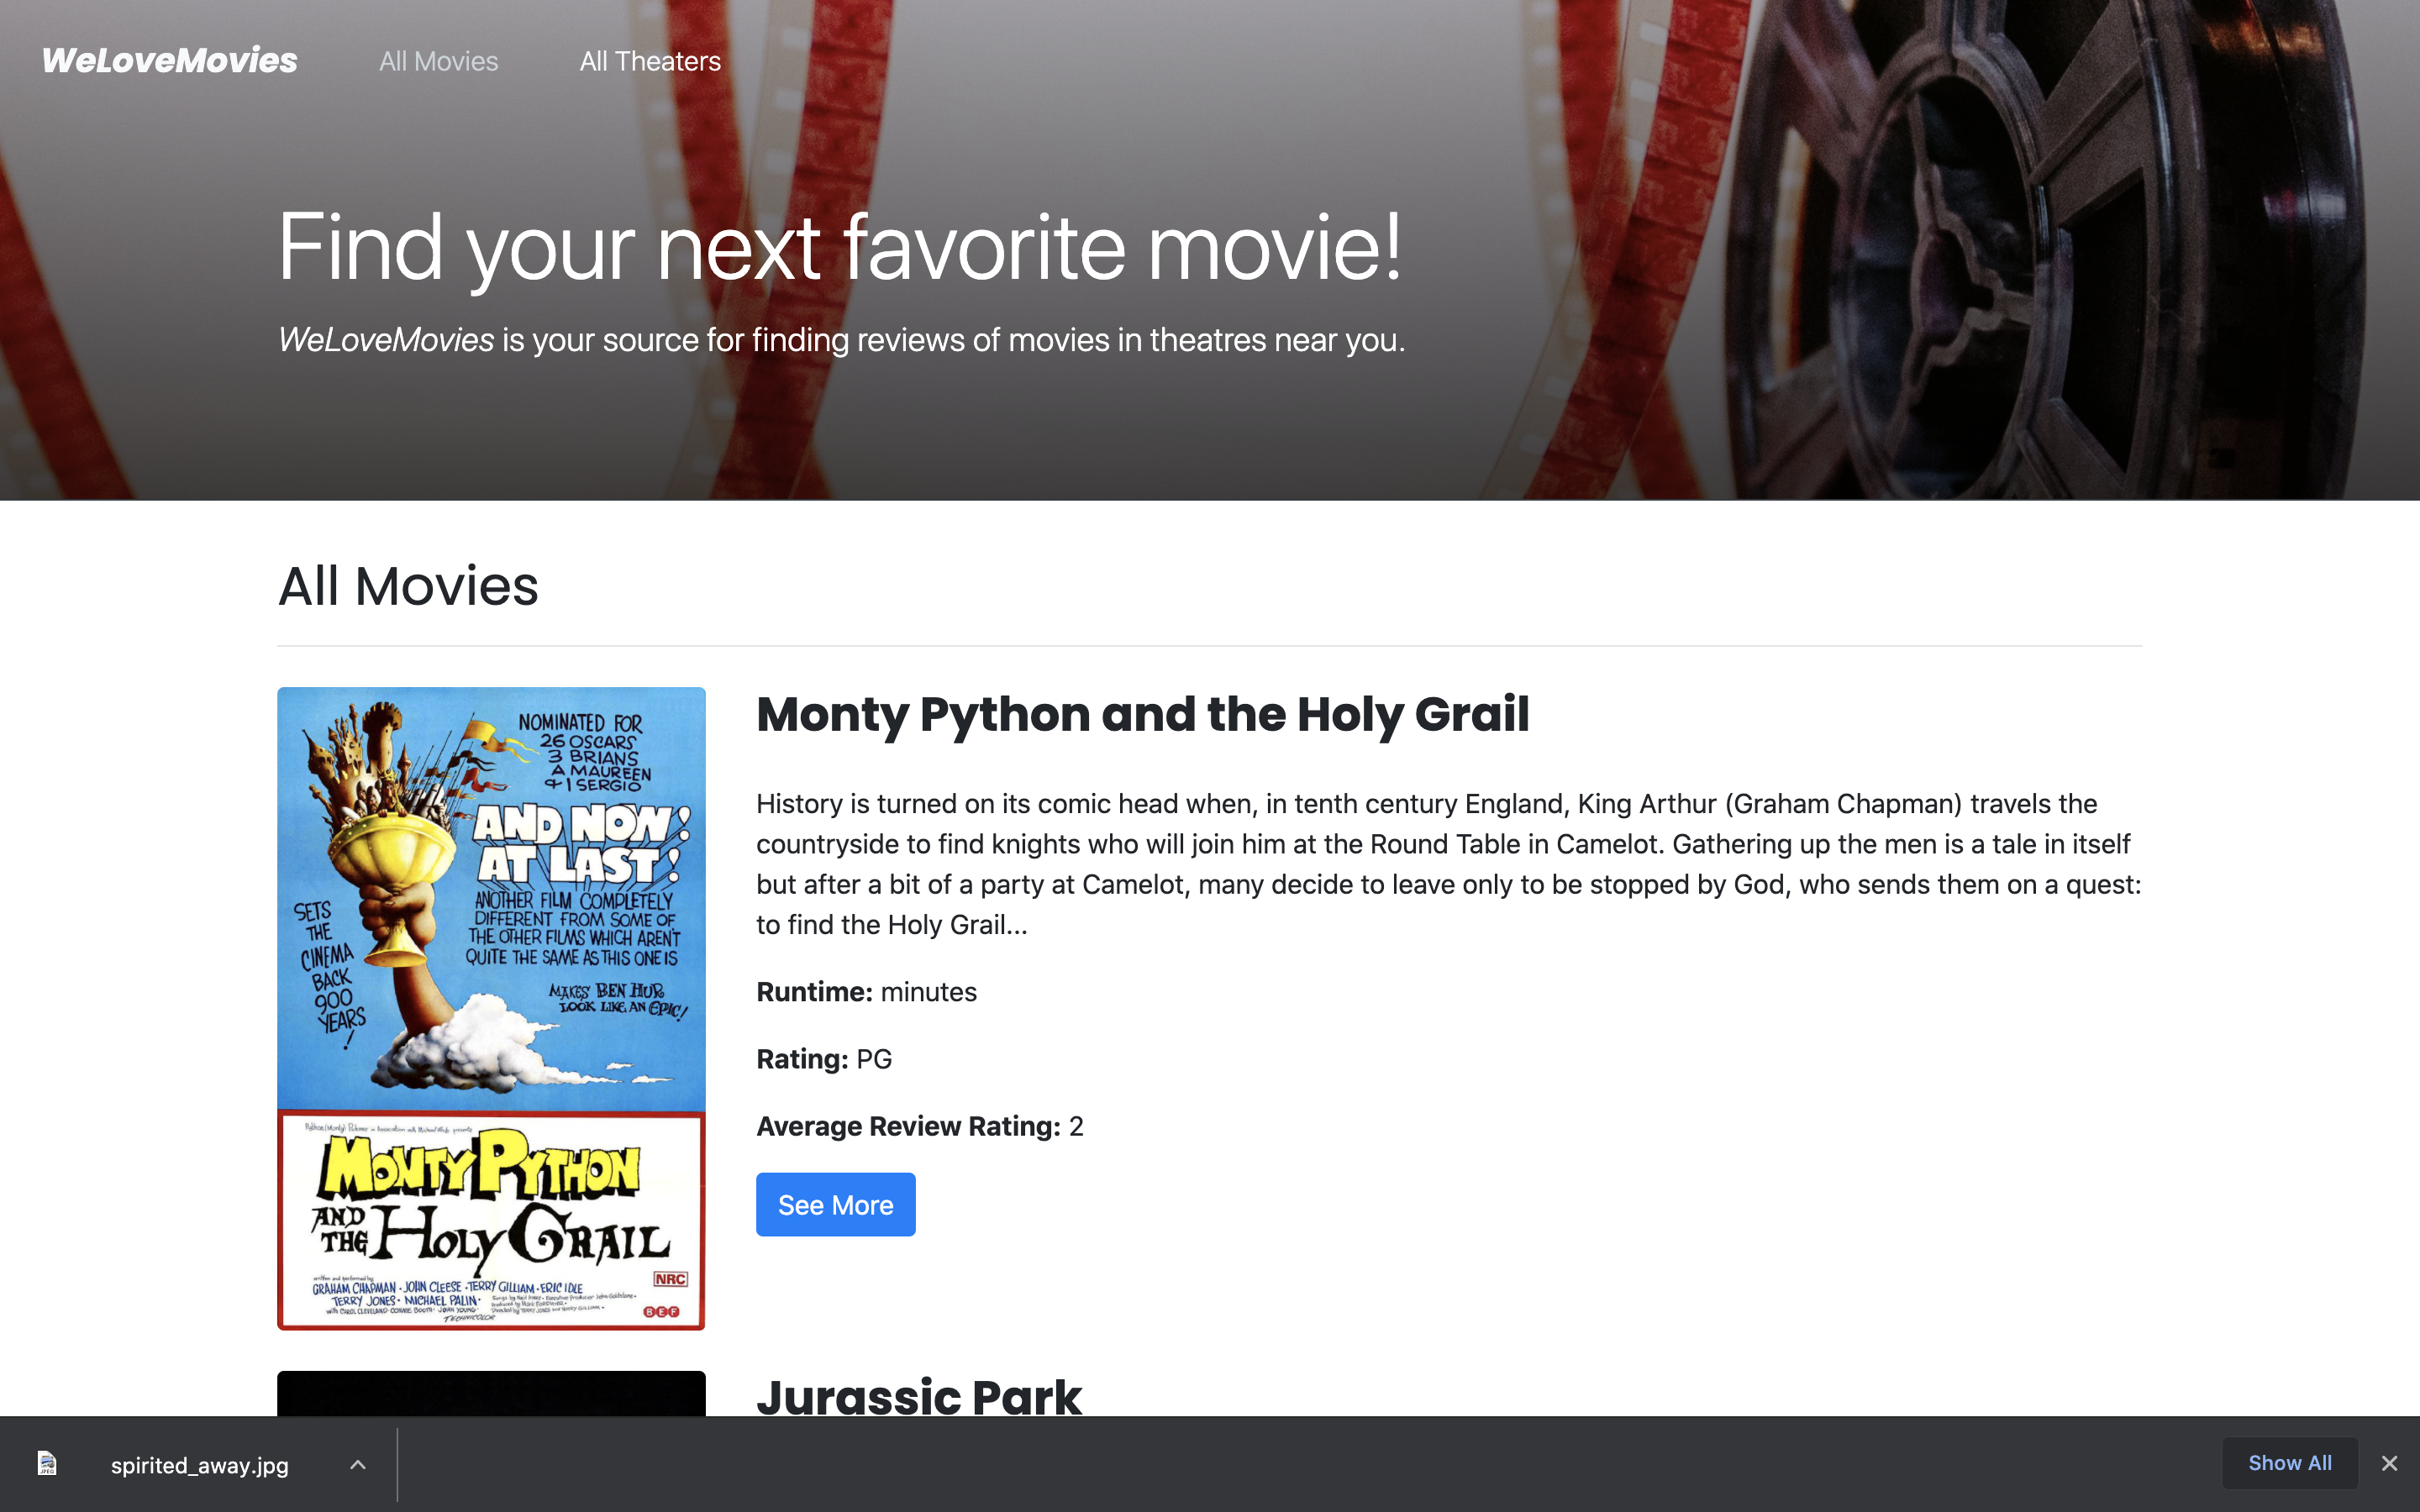 WeLoveMovies
All Movies
All Theaters
Find your next favorite movie!
WeLoveMovies is your source for finding reviews of movies in theatres near you.
All Movies
NOMINATED FOR
26 OSCARS
3 BRIANS
A MAUREEN
& 1 SERGIO
AND NOW!
AT LAST!
ANOTHER FILM COMPLETELY
DIFFERENT FROM SOME OF
THE OTHER FILMS WHICH AREN'T
QUITE THE SAME AS THIS ONE IS
SETS
THE
CINEMA
BACK
900
YEARS
!
MAKES BEN HUR
LOOK LIKE AN EPIC!
MONTY PYTHON
AND
THE HOLY GRAIL
written and performed by
GRAHAM CHAPMAN · JOHN CLEESE · TERRY GILLIAM · ERIC IDLE
TERRY JONES · MICHAEL PALIN
with CAROL CLEVELAND · CONNIE BOOTH · JOHN YOUNG
TECHNICOLOR
NRC
BEF
Monty Python and the Holy Grail
History is turned on its comic head when, in tenth century England, King Arthur (Graham Chapman) travels the
countryside to find knights who will join him at the Round Table in Camelot. Gathering up the men is a tale in itself
but after a bit of a party at Camelot, many decide to leave only to be stopped by God, who sends them on a quest:
to find the Holy Grail...
Runtime: minutes
Rating: PG
Average Review Rating: 2
See More
Jurassic Park
JPEG
spirited_away.jpg
Show All